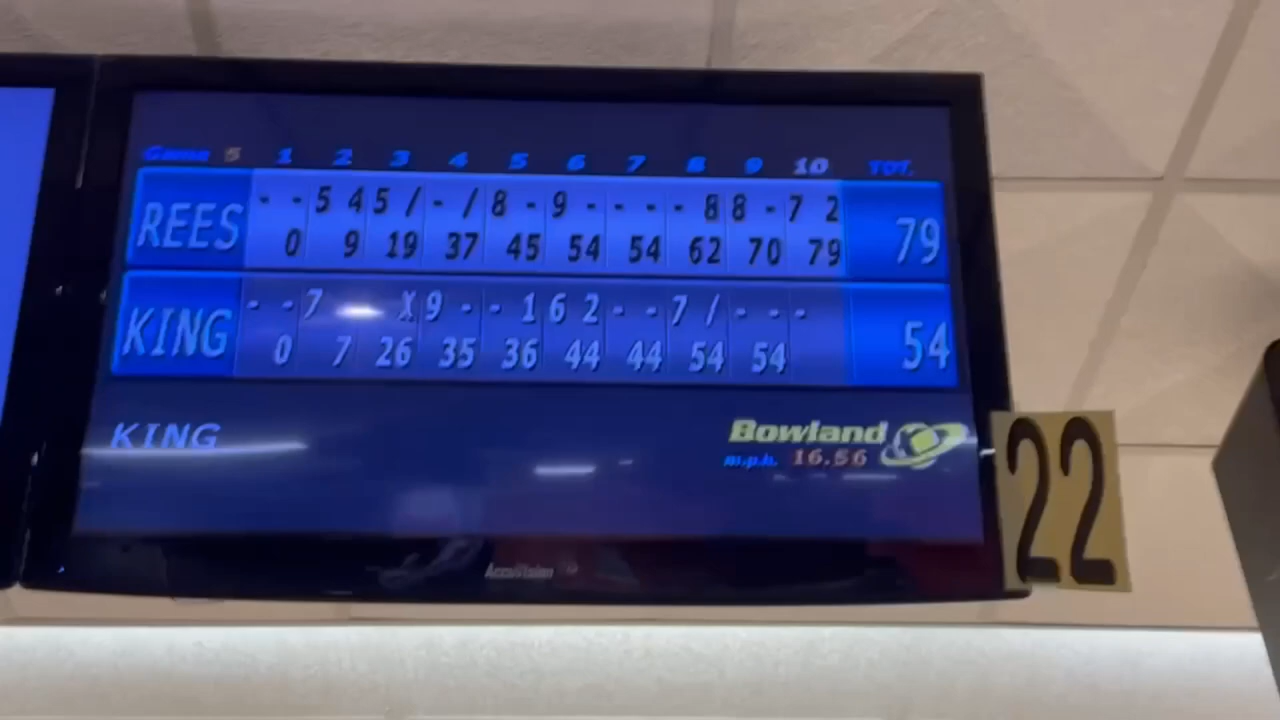 Game 5 1 2 3 4 5 6 7 8 9 10 TOT.
REES - - 5 4 5 / - / 8 - 9 - - - - 8 8 - 7 2 79
0 9 19 37 45 54 54 62 70 79
KING - - 7 X 9 - - 1 6 2 - - 7 / - - - 54
0 7 26 35 36 44 44 54 54
KING
Bowland
m.p.h. 16.56
22
AccuVision